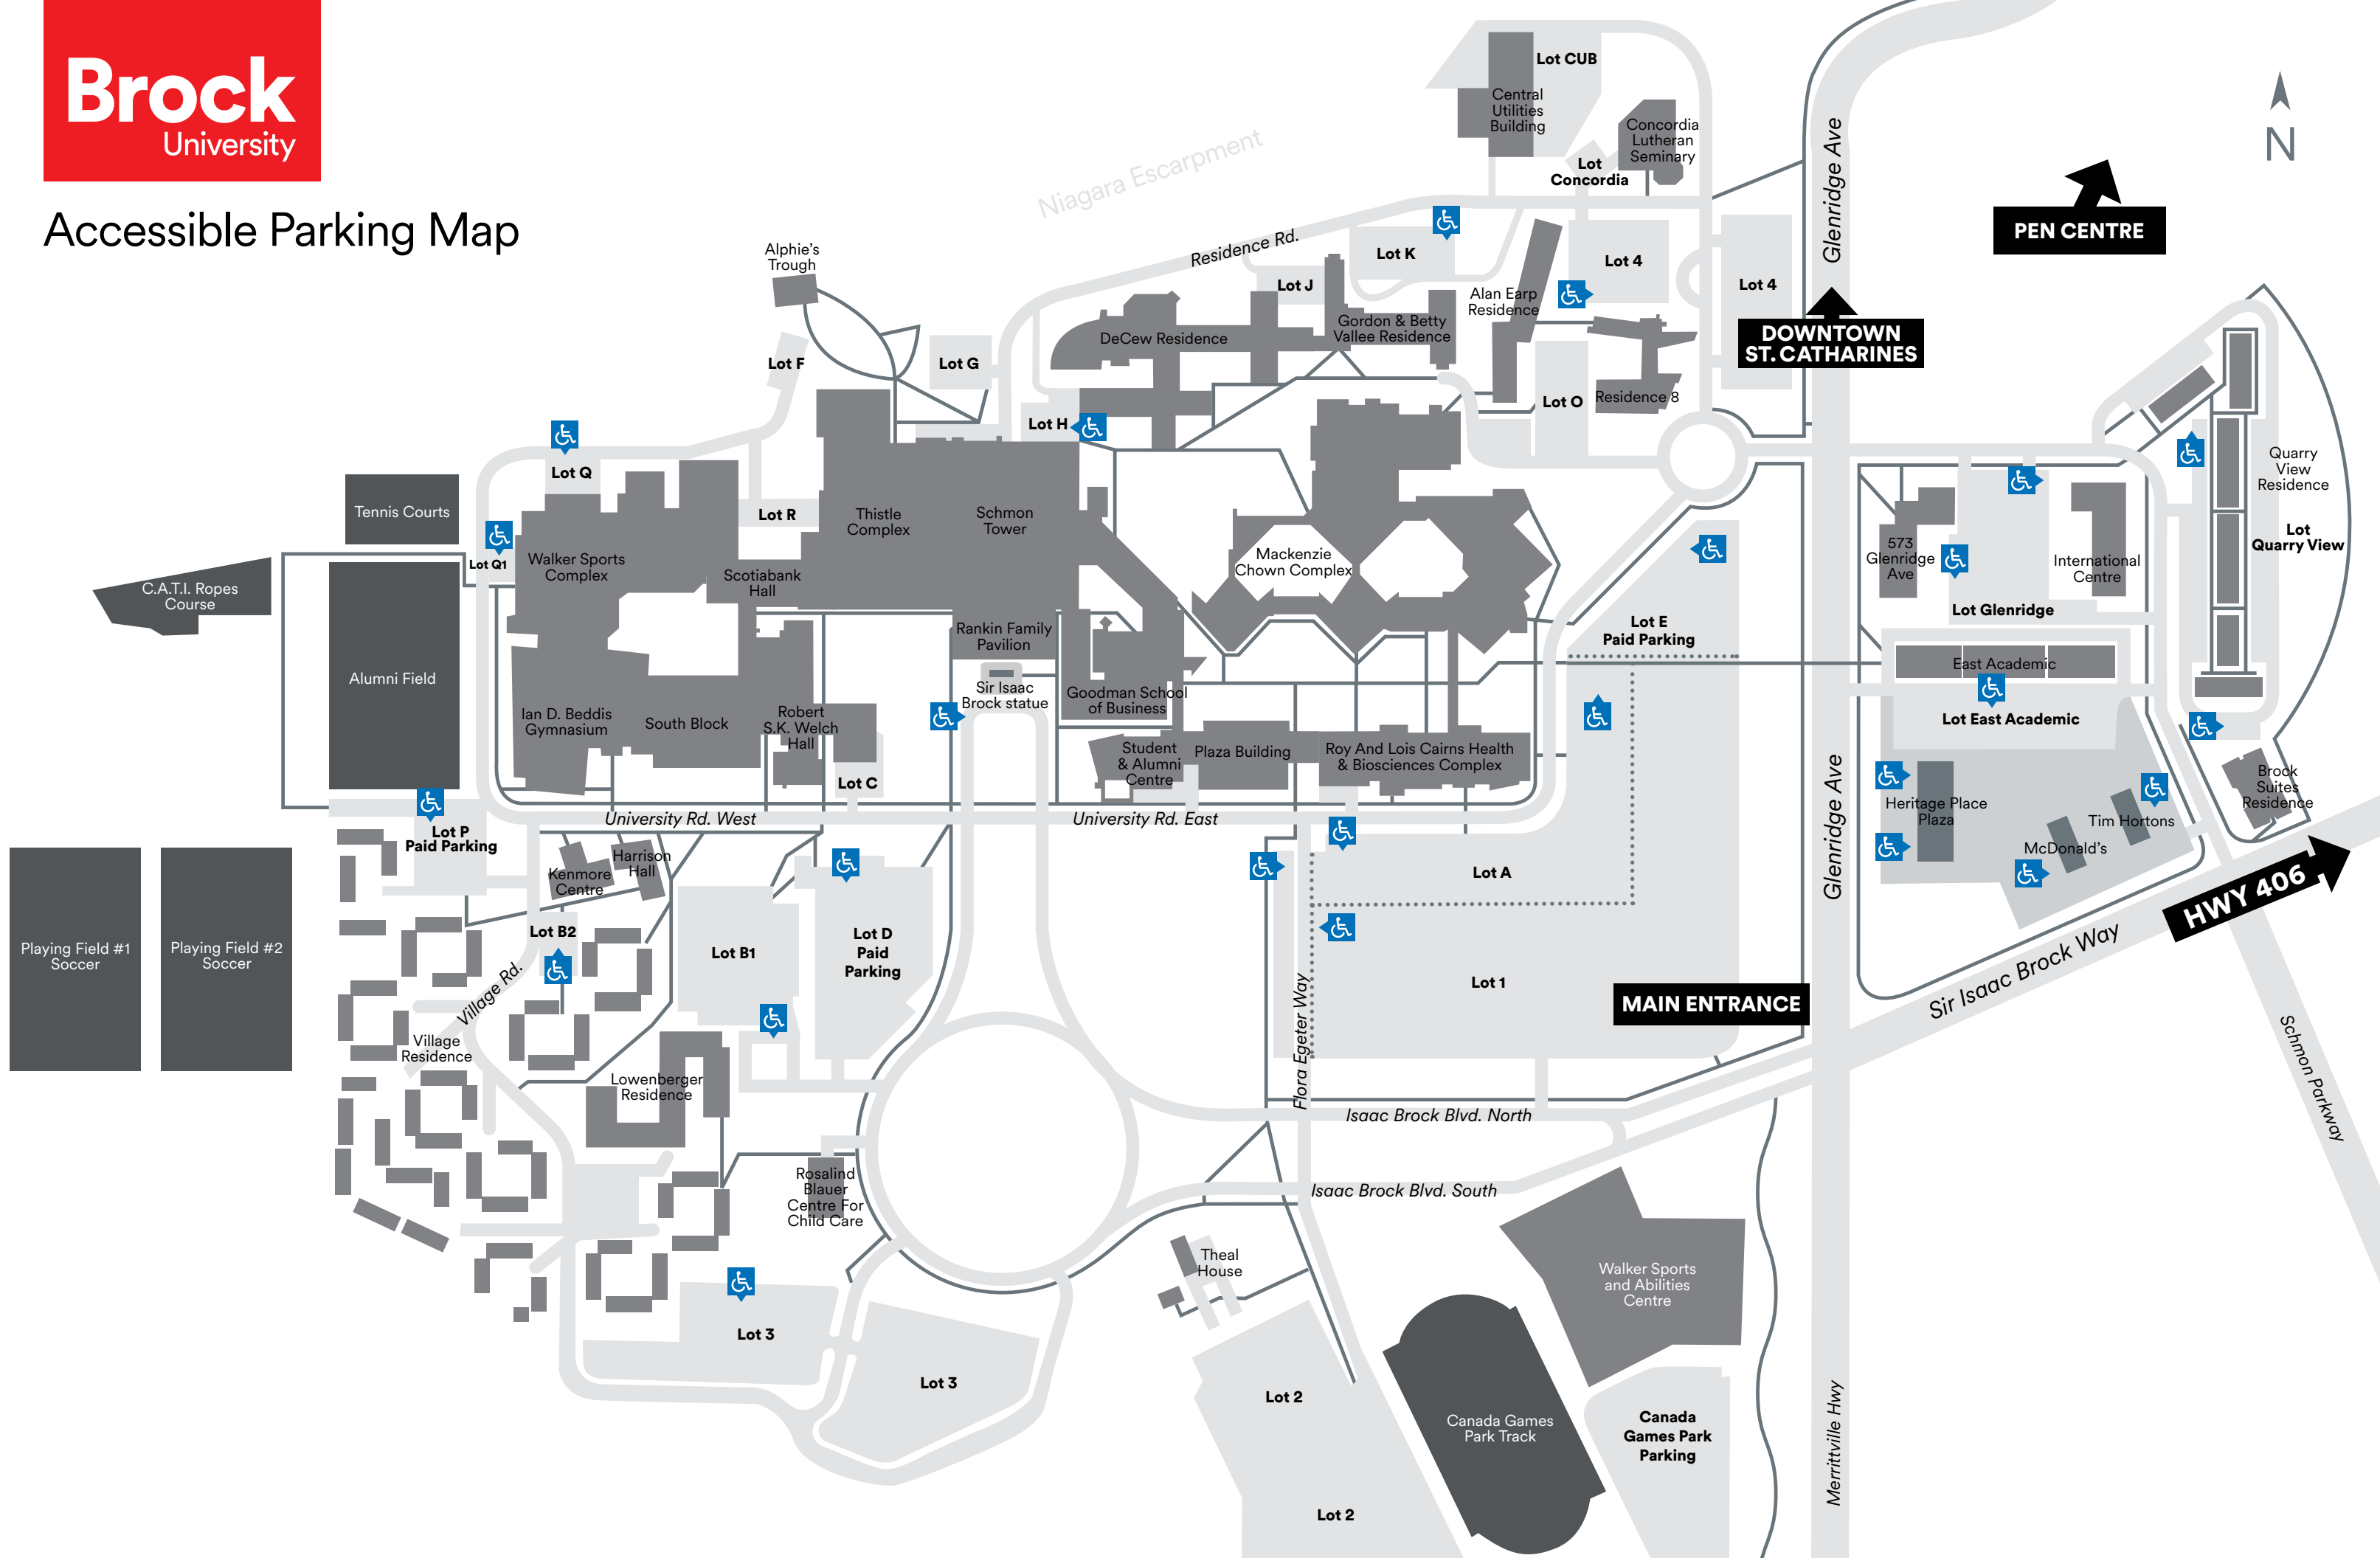 Brock
University
Accessible Parking Map
Niagara Escarpment
Lot CUB
Central
Utilities
Building
Concordia
Lutheran
Seminary
Lot
Concordia
Glenridge Ave
N
PEN CENTRE
Residence Rd.
Alphie's
Trough
Lot K
Lot 4
Lot J
Lot 4
Alan Earp
Residence
DeCew Residence
Gordon & Betty
Vallee Residence
DOWNTOWN
ST. CATHARINES
Lot F
Lot G
Lot O
Residence 8
Lot H
Lot Q
Tennis Courts
Lot R
Thistle
Complex
Schmon
Tower
Quarry
View
Residence
Lot
Quarry View
Lot Q1
Walker Sports
Complex
Scotiabank
Hall
Mackenzie
Chown Complex
573
Glenridge
Ave
International
Centre
C.A.T.I. Ropes
Course
Lot Glenridge
Lot E
Paid Parking
Rankin Family
Pavilion
East Academic
Alumni Field
Sir Isaac
Brock statue
Goodman School
of Business
Ian D. Beddis
Gymnasium
South Block
Robert
S.K. Welch
Hall
Lot East Academic
Student
& Alumni
Centre
Plaza Building
Roy And Lois Cairns Health
& Biosciences Complex
Lot C
Brock
Suites
Residence
Heritage Place
Plaza
Tim Hortons
McDonald's
University Rd. West
University Rd. East
Glenridge Ave
Lot P
Paid Parking
Kenmore
Centre
Harrison
Hall
Lot A
HWY 406
Playing Field #1
Soccer
Playing Field #2
Soccer
Lot B2
Lot B1
Lot D
Paid
Parking
Village Rd.
Lot 1
MAIN ENTRANCE
Sir Isaac Brock Way
Village
Residence
Flora Egeter Way
Schmon Parkway
Lowenberger
Residence
Isaac Brock Blvd. North
Rosalind
Blauer
Centre For
Child Care
Isaac Brock Blvd. South
Theal
House
Walker Sports
and Abilities
Centre
Lot 3
Lot 3
Lot 2
Canada Games
Park Track
Canada
Games Park
Parking
Merrittville Hwy
Lot 2